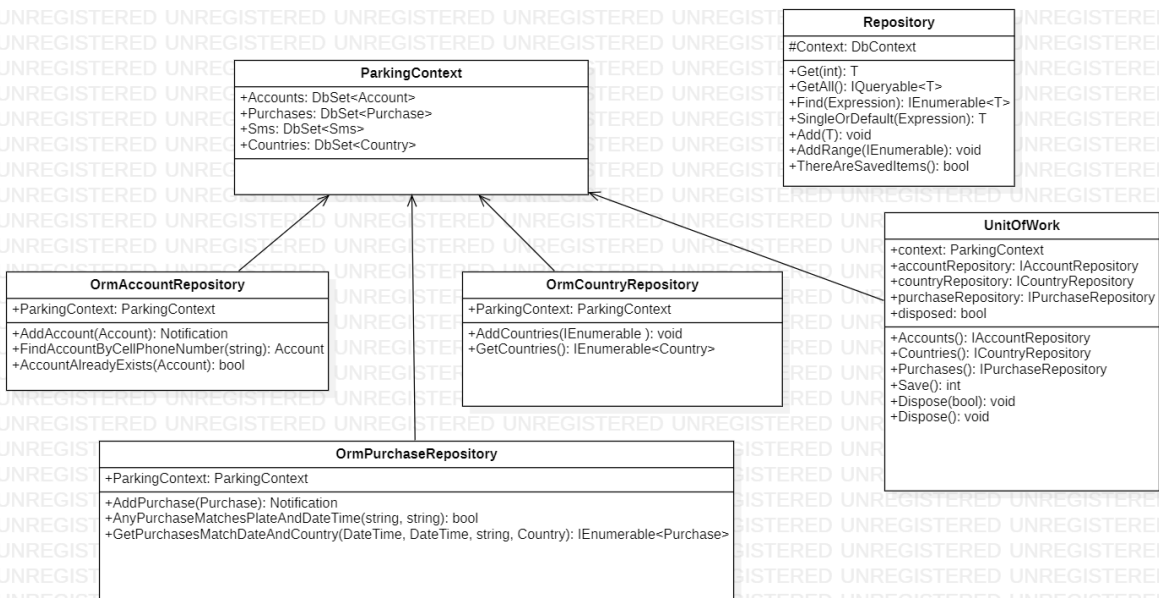 Repository
#Context: DbContext
+Get(int): T
+GetAll(): IQueryable<T>
+Find(Expression): IEnumerable<T>
+SingleOrDefault(Expression): T
+Add(T): void
+AddRange(IEnumerable): void
+ThereAreSavedItems(): bool
ParkingContext
+Accounts: DbSet<Account>
+Purchases: DbSet<Purchase>
+Sms: DbSet<Sms>
+Countries: DbSet<Country>
UnitOfWork
+context: ParkingContext
+accountRepository: IAccountRepository
+countryRepository: ICountryRepository
+purchaseRepository: IPurchaseRepository
+disposed: bool
+Accounts(): IAccountRepository
+Countries(): ICountryRepository
+Purchases(): IPurchaseRepository
+Save(): int
+Dispose(bool): void
+Dispose(): void
OrmAccountRepository
+ParkingContext: ParkingContext
+AddAccount(Account): Notification
+FindAccountByCellPhoneNumber(string): Account
+AccountAlreadyExists(Account): bool
OrmCountryRepository
+ParkingContext: ParkingContext
+AddCountries(IEnumerable ): void
+GetCountries(): IEnumerable<Country>
OrmPurchaseRepository
+ParkingContext: ParkingContext
+AddPurchase(Purchase): Notification
+AnyPurchaseMatchesPlateAndDateTime(string, string): bool
+GetPurchasesMatchDateAndCountry(DateTime, DateTime, string, Country): IEnumerable<Purchase>
UNREGISTERED UNREGISTERED UNREGISTERED UNREGISTERED